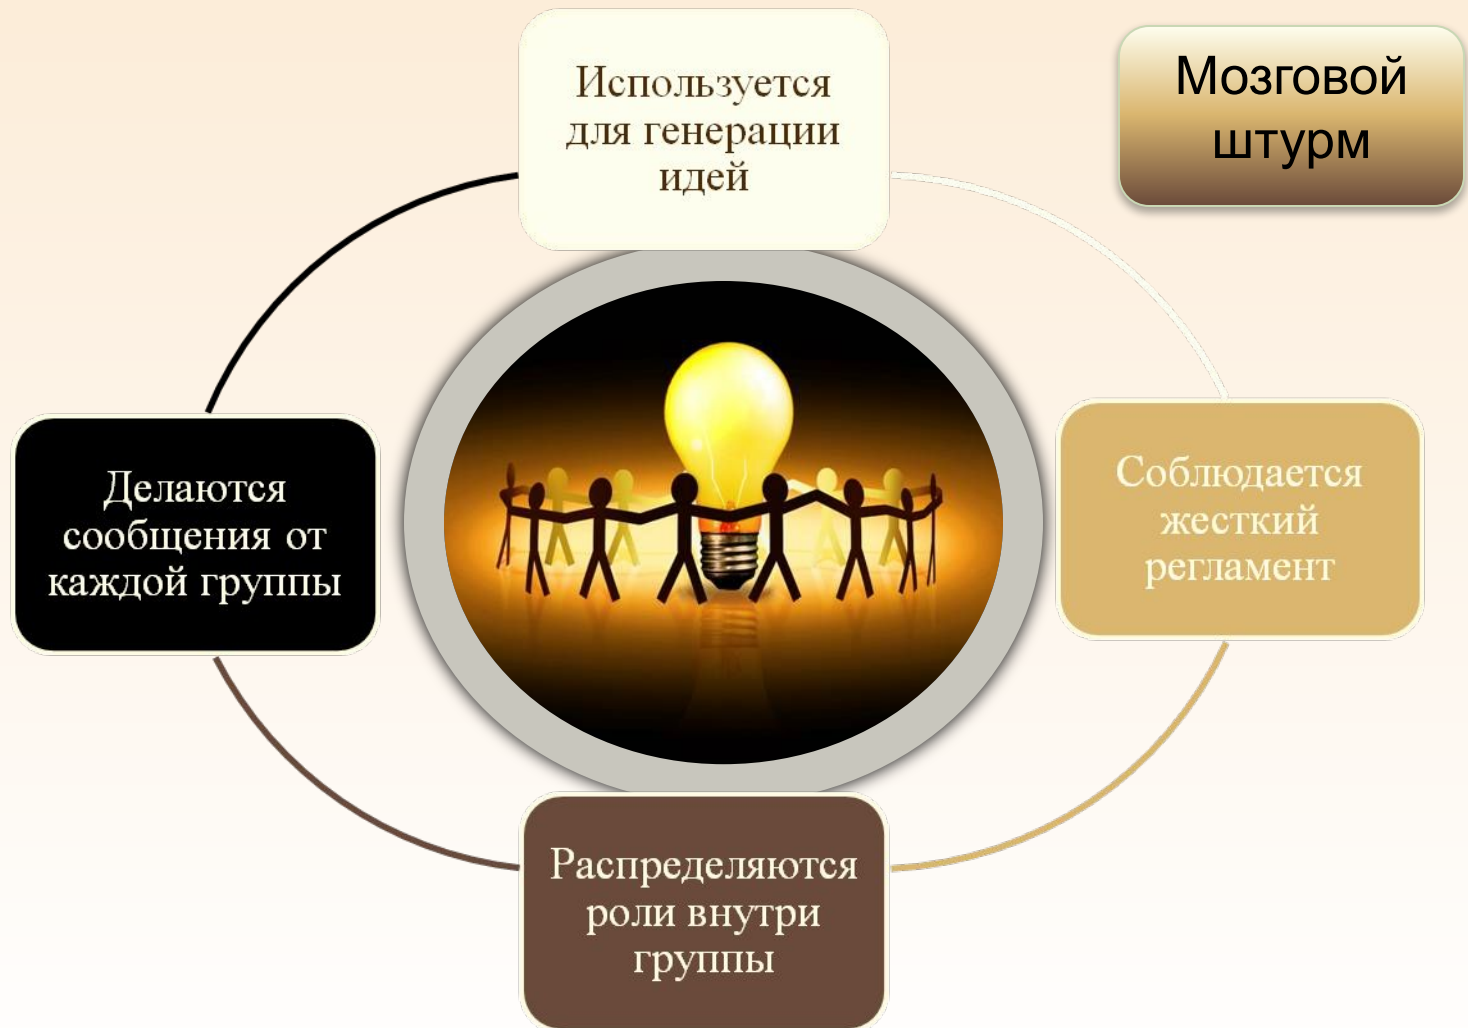 Мозговой
штурм
Используется
для генерации
идей
Соблюдается
жесткий
регламент
Распределяются
роли внутри
группы
Делаются
сообщения от
каждой группы